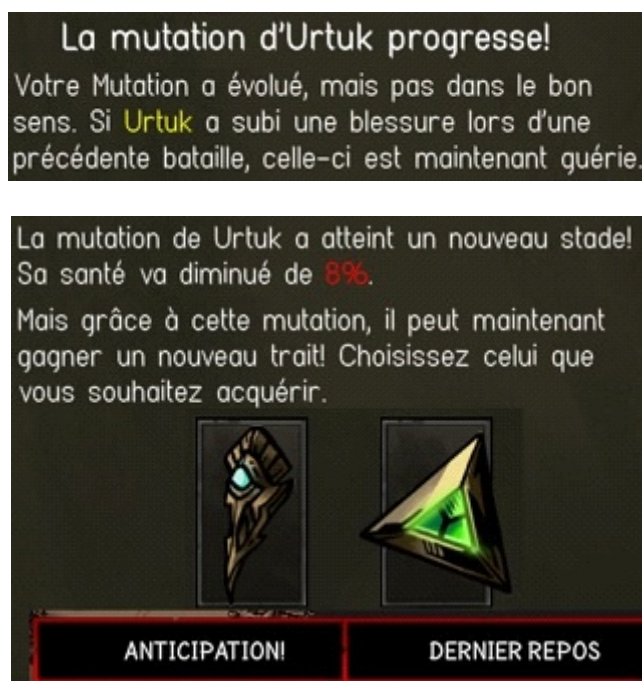 La mutation d'Urtuk progresse!
Votre Mutation a évolué, mais pas dans le bon
sens. Si Urtuk a subi une blessure lors d'une
précédente bataille, celle-ci est maintenant guérie.
La mutation de Urtuk a atteint un nouveau stade!
Sa santé va diminué de 8%.
Mais grâce à cette mutation, il peut maintenant
gagner un nouveau trait! Choisissez celui que
vous souhaitez acquérir.
ANTICIPATION!
DERNIER REPOS